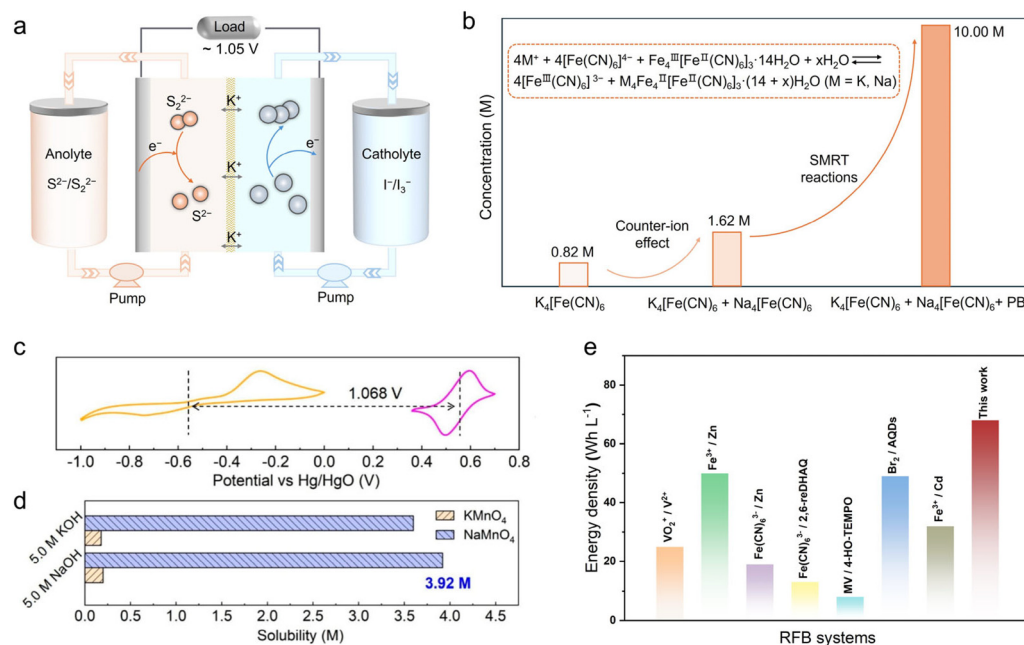 a
Load
~ 1.05 V
Anolyte
S²⁻/S₂²⁻
S₂²⁻
e⁻
S²⁻
K⁺
K⁺
K⁺
e⁻
Catholyte
I⁻/I₃⁻
Pump
Pump
b
Concentration (M)
4M⁺ + 4[Fe(CN)₆]⁴⁻ + Fe₄ᴵᴵᴵ[Feᴵᴵ(CN)₆]₃·14H₂O + xH₂O ⇌
4[Feᴵᴵᴵ(CN)₆]³⁻ + M₄Fe₄ᴵᴵ[Feᴵᴵ(CN)₆]₃·(14 + x)H₂O (M = K, Na)
10.00 M
SMRT
reactions
Counter-ion
effect
1.62 M
0.82 M
K₄[Fe(CN)₆
K₄[Fe(CN)₆ + Na₄[Fe(CN)₆
K₄[Fe(CN)₆ + Na₄[Fe(CN)₆+ PB
c
1.068 V
-1.0 -0.8 -0.6 -0.4 -0.2 0.0 0.2 0.4 0.6 0.8
Potential vs Hg/HgO (V)
d
5.0 M KOH
5.0 M NaOH
KMnO₄
NaMnO₄
3.92 M
0.0 0.5 1.0 1.5 2.0 2.5 3.0 3.5 4.0 4.5 5.0
Solubility (M)
e
Energy density (Wh L⁻¹)
80
60
40
20
0
VO₂⁺ / V²⁺
Fe³⁺ / Zn
Fe(CN)₆³⁻ / Zn
Fe(CN)₆³⁻ / 2,6-reDHAQ
MV / 4-HO-TEMPO
Br₂ / AQDs
Fe³⁺ / Cd
This work
RFB systems